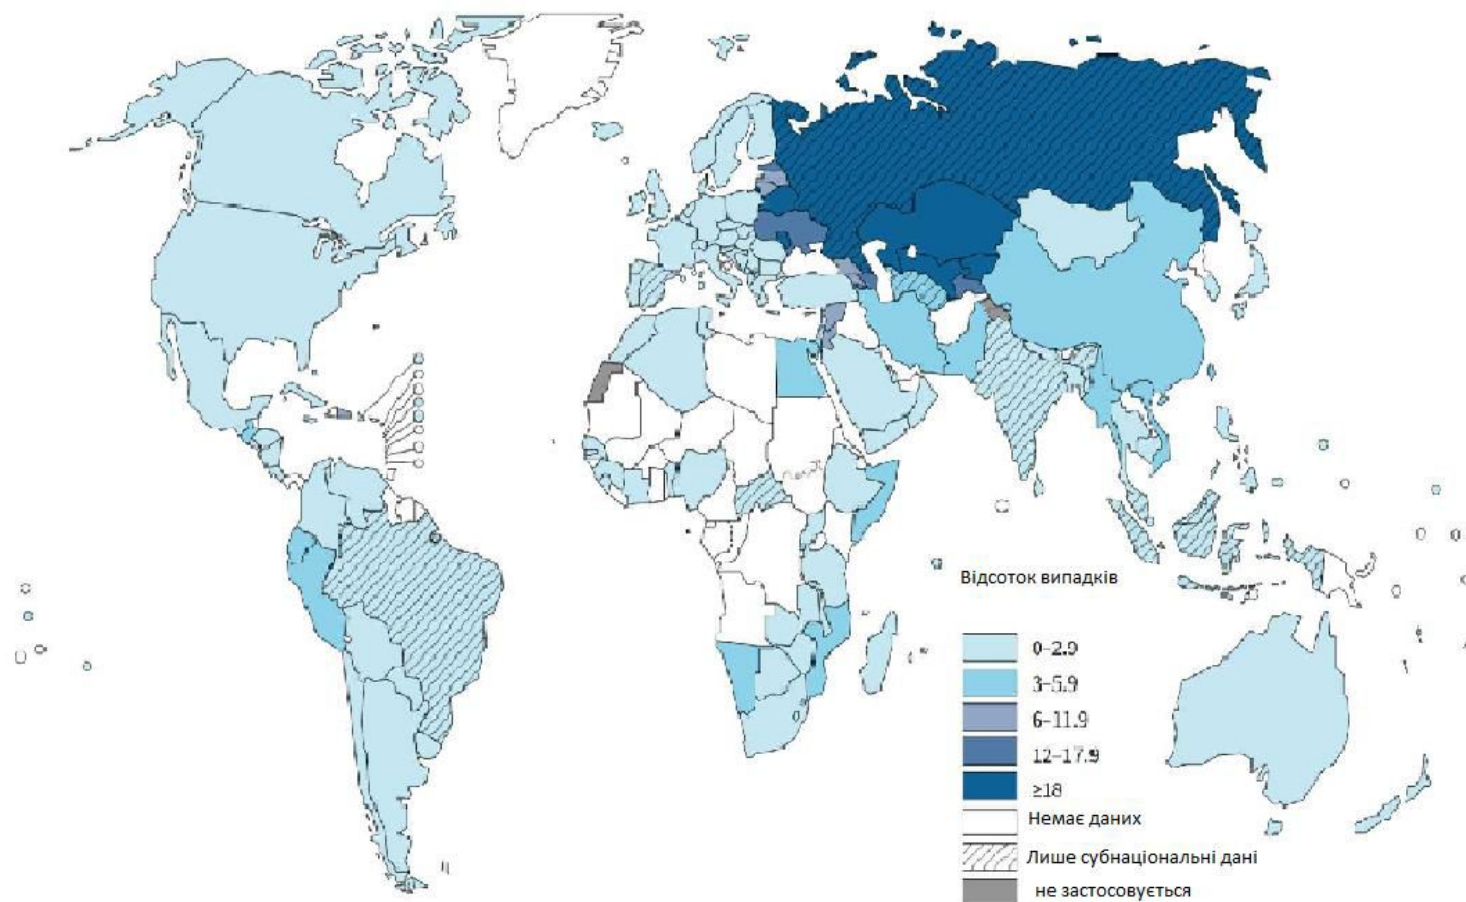 Відсоток випадків
0–2.9
3–5.9
6–11.9
12–17.9
≥18
Немає даних
Лише субнаціональні дані
не застосовується